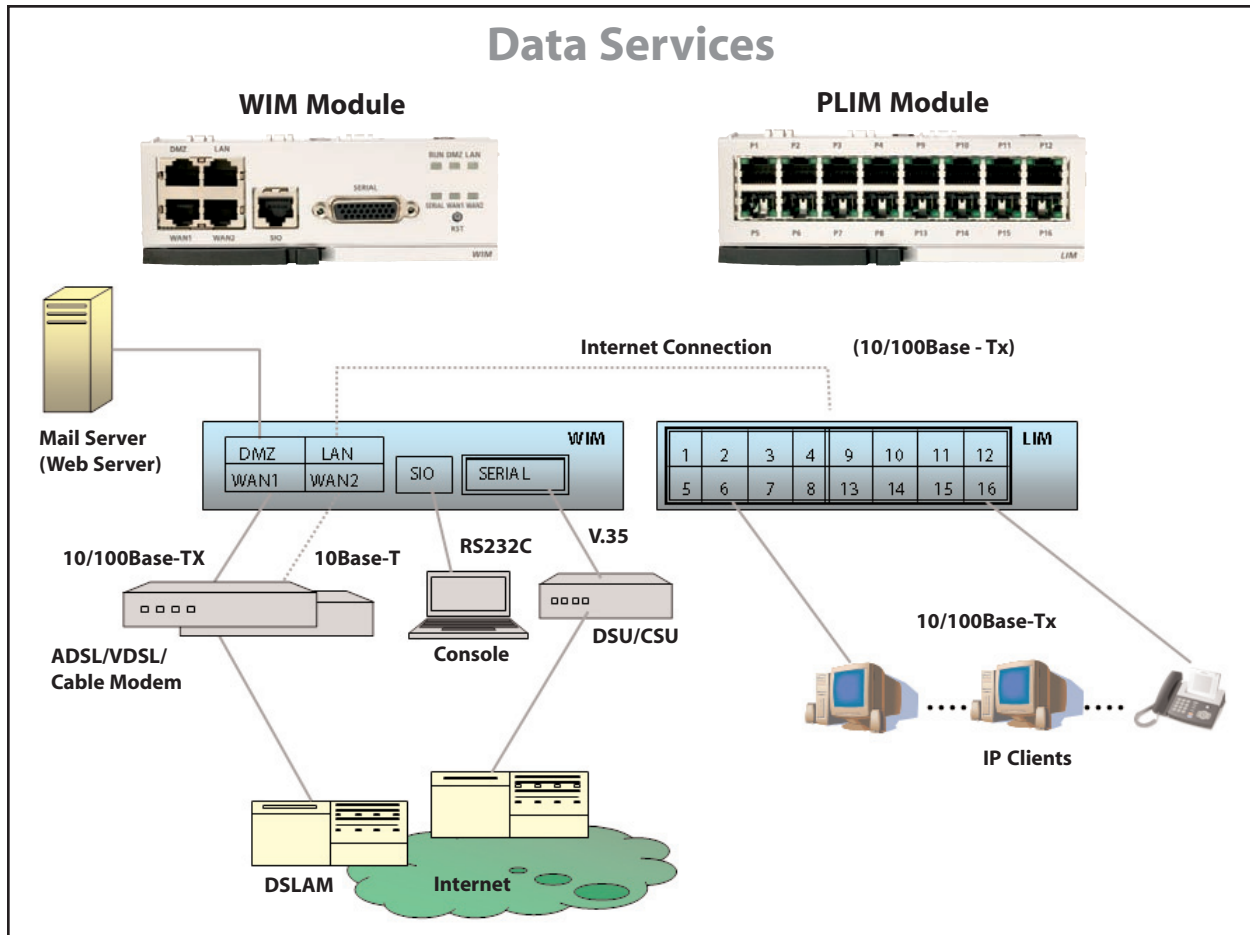 Data Services
WIM Module
PLIM Module
DMZ LAN
RUN DMZ LAN
SERIAL
SERIAL WAN1 WAN2
RST
WAN1 WAN2 SIO
WIM
P1 P2 P3 P4 P9 P10 P11 P12
P5 P6 P7 P8 P13 P14 P15 P16
LIM
Internet Connection (10/100Base - Tx)
Mail Server
(Web Server)
WIM
DMZ LAN
WAN1 WAN2
SIO
SERIAL
LIM
1 2 3 4 9 10 11 12
5 6 7 8 13 14 15 16
10/100Base-TX
10Base-T
RS232C
V.35
ADSL/VDSL/
Cable Modem
Console
DSU/CSU
10/100Base-Tx
IP Clients
DSLAM
Internet